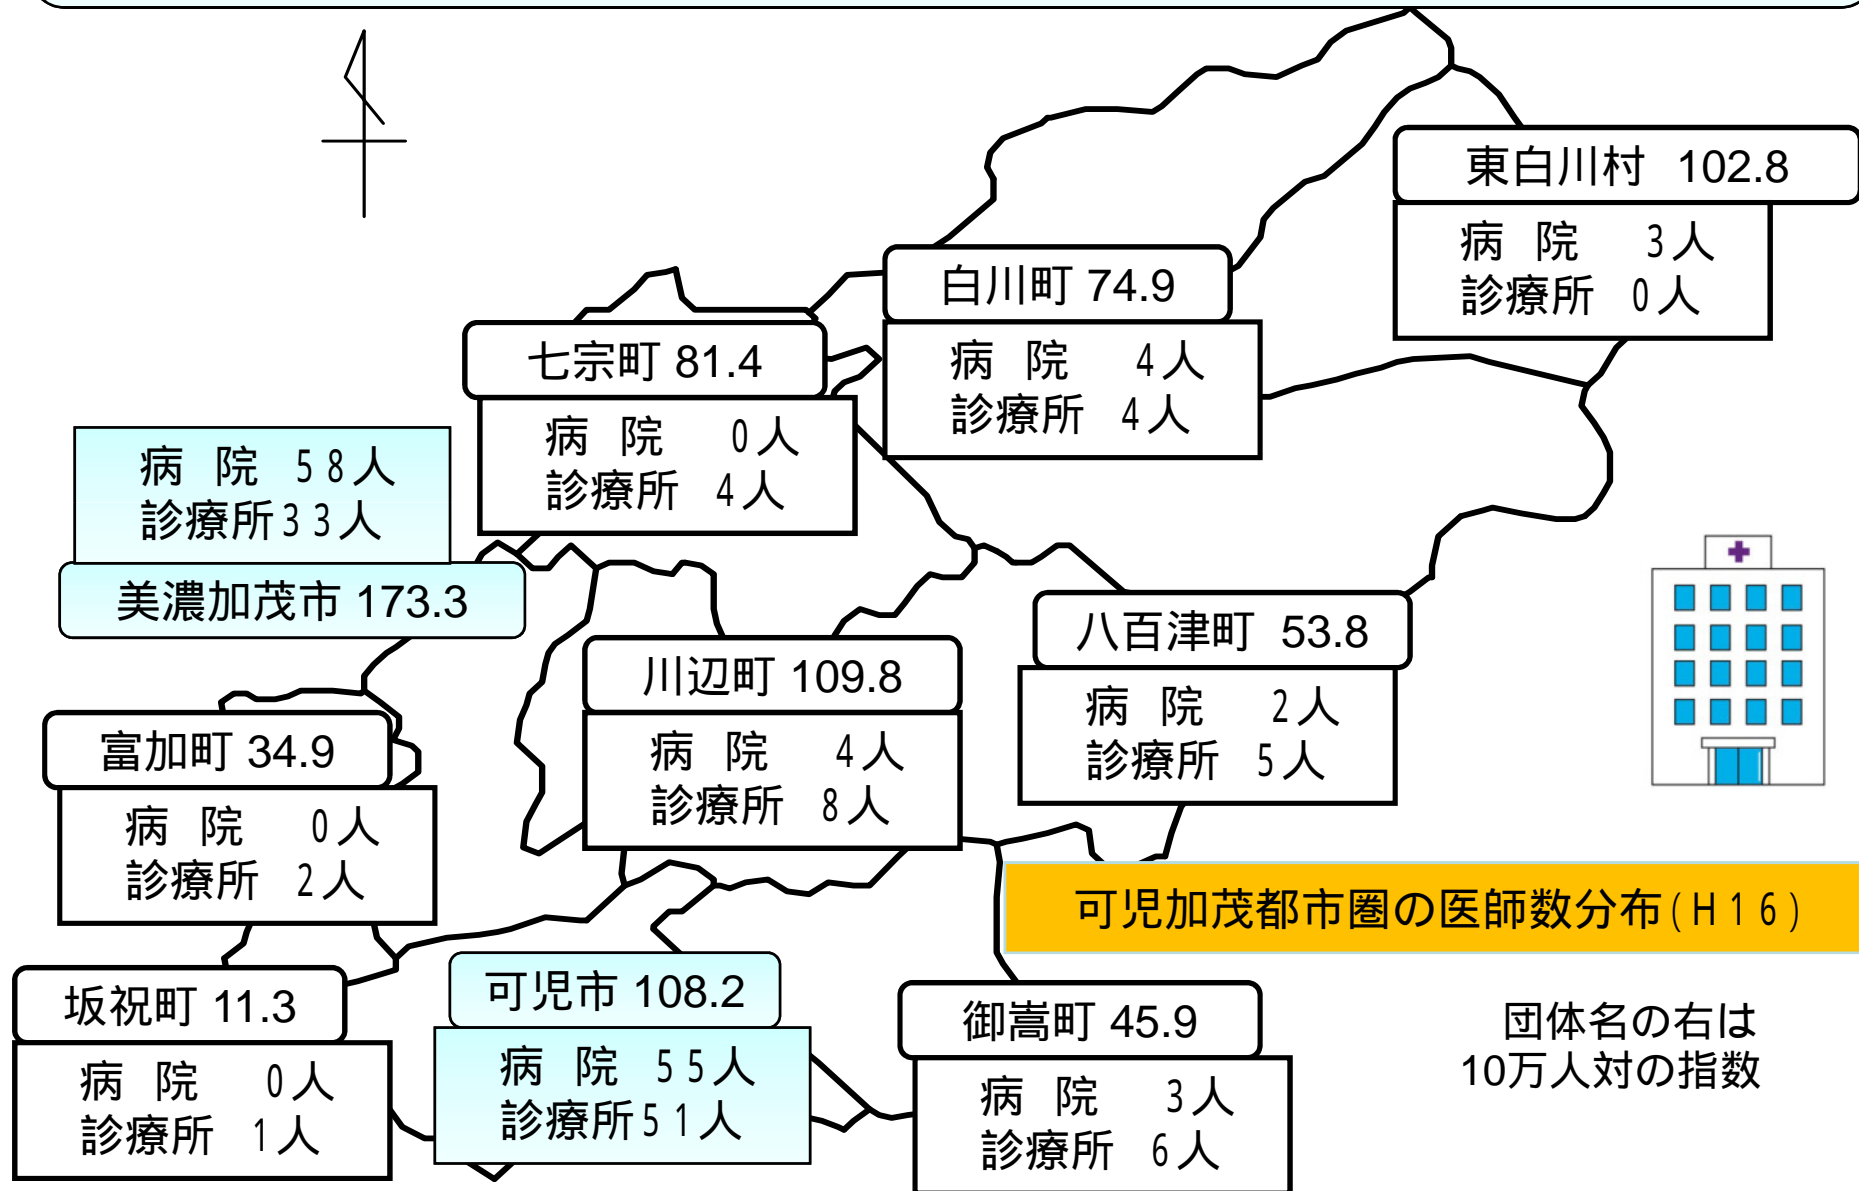 東白川村 102.8
病 院 3人
診療所 0人
白川町 74.9
病 院 4人
診療所 4人
七宗町 81.4
病 院 0人
診療所 4人
病 院 58人
診療所33人
美濃加茂市 173.3
八百津町 53.8
病 院 2人
診療所 5人
川辺町 109.8
病 院 4人
診療所 8人
富加町 34.9
病 院 0人
診療所 2人
可児加茂都市圏の医師数分布(H16)
坂祝町 11.3
病 院 0人
診療所 1人
可児市 108.2
病 院 55人
診療所51人
御嵩町 45.9
病 院 3人
診療所 6人
団体名の右は
10万人対の指数